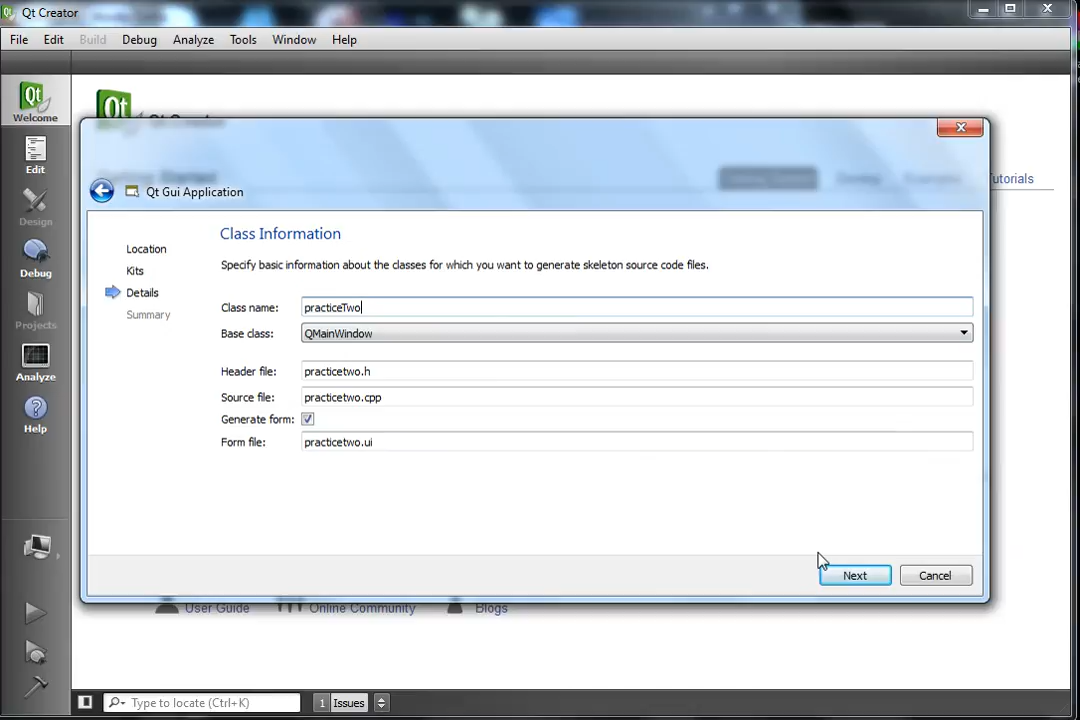 Qt Creator
File Edit Build Debug Analyze Tools Window Help
Qt
Welcome
Qt
Edit
Qt Gui Application
Tutorials
Design
Class Information
Location
Specify basic information about the classes for which you want to generate skeleton source code files.
Kits
Debug
Details
Class name: practiceTwo
Summary
Projects
Base class: QMainWindow
Header file: practicetwo.h
Analyze
Source file: practicetwo.cpp
Generate form:
Help
Form file: practicetwo.ui
Next Cancel
User Guide Online Community Blogs
Type to locate (Ctrl+K) 1 Issues